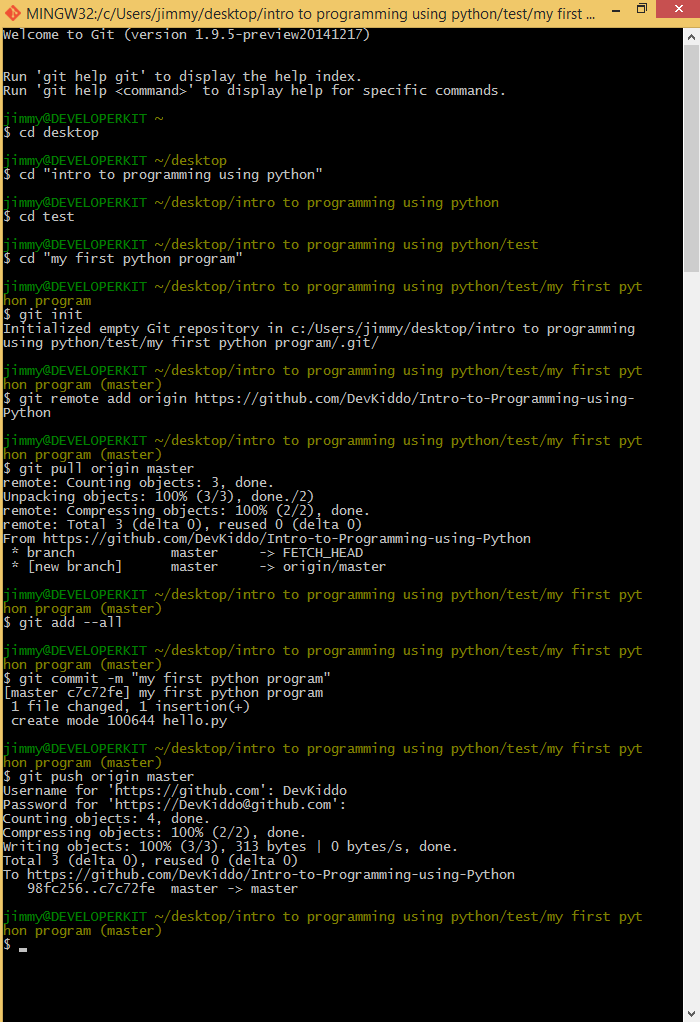 MINGW32:/c/Users/jimmy/desktop/intro to programming using python/test/my first ...
Welcome to Git (version 1.9.5-preview20141217)
Run 'git help git' to display the help index.
Run 'git help <command>' to display help for specific commands.
jimmy@DEVELOPERKIT ~
$ cd desktop
jimmy@DEVELOPERKIT ~/desktop
$ cd "intro to programming using python"
jimmy@DEVELOPERKIT ~/desktop/intro to programming using python
$ cd test
jimmy@DEVELOPERKIT ~/desktop/intro to programming using python/test
$ cd "my first python program"
jimmy@DEVELOPERKIT ~/desktop/intro to programming using python/test/my first pyt
hon program
$ git init
Initialized empty Git repository in c:/Users/jimmy/desktop/intro to programming
using python/test/my first python program/.git/
jimmy@DEVELOPERKIT ~/desktop/intro to programming using python/test/my first pyt
hon program (master)
$ git remote add origin https://github.com/DevKiddo/Intro-to-Programming-using-
Python
jimmy@DEVELOPERKIT ~/desktop/intro to programming using python/test/my first pyt
hon program (master)
$ git pull origin master
remote: Counting objects: 3, done.
Unpacking objects: 100% (3/3), done./2)
remote: Compressing objects: 100% (2/2), done.
remote: Total 3 (delta 0), reused 0 (delta 0)
From https://github.com/DevKiddo/Intro-to-Programming-using-Python
 * branch            master     -> FETCH_HEAD
 * [new branch]      master     -> origin/master
jimmy@DEVELOPERKIT ~/desktop/intro to programming using python/test/my first pyt
hon program (master)
$ git add --all
jimmy@DEVELOPERKIT ~/desktop/intro to programming using python/test/my first pyt
hon program (master)
$ git commit -m "my first python program"
[master c7c72fe] my first python program
 1 file changed, 1 insertion(+)
 create mode 100644 hello.py
jimmy@DEVELOPERKIT ~/desktop/intro to programming using python/test/my first pyt
hon program (master)
$ git push origin master
Username for 'https://github.com': DevKiddo
Password for 'https://DevKiddo@github.com':
Counting objects: 4, done.
Compressing objects: 100% (2/2), done.
Writing objects: 100% (3/3), 313 bytes | 0 bytes/s, done.
Total 3 (delta 0), reused 0 (delta 0)
To https://github.com/DevKiddo/Intro-to-Programming-using-Python
   98fc256..c7c72fe  master -> master
jimmy@DEVELOPERKIT ~/desktop/intro to programming using python/test/my first pyt
hon program (master)
$ _